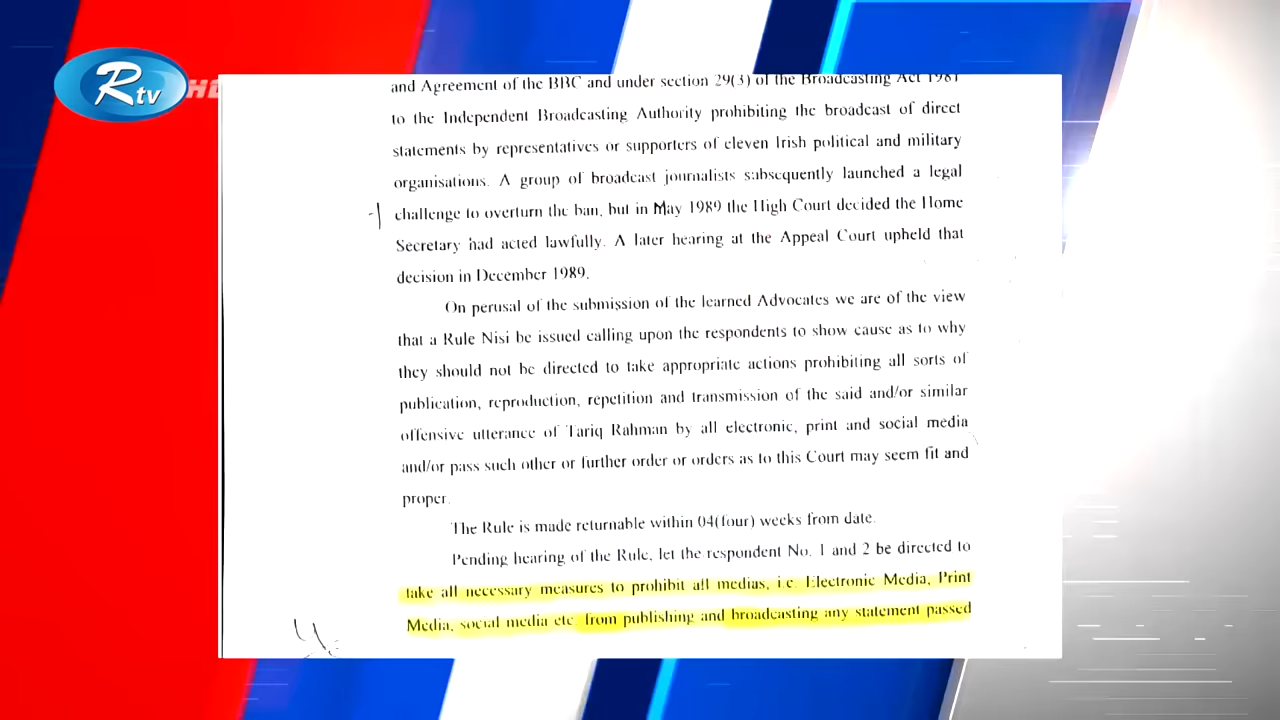 Rtv
HD
and Agreement of the BBC and under section 29(3) of the Broadcasting Act 1981
to the Independent Broadcasting Authority prohibiting the broadcast of direct
statements by representatives or supporters of eleven Irish political and military
organisations. A group of broadcast journalists subsequently launched a legal
challenge to overturn the ban, but in May 1989 the High Court decided the Home
Secretary had acted lawfully. A later hearing at the Appeal Court upheld that
decision in December 1989.
On perusal of the submission of the learned Advocates we are of the view
that a Rule Nisi be issued calling upon the respondents to show cause as to why
they should not be directed to take appropriate actions prohibiting all sorts of
publication, reproduction, repetition and transmission of the said and/or similar
offensive utterance of Tariq Rahman by all electronic, print and social media
and/or pass such other or further order or orders as to this Court may seem fit and
proper.
The Rule is made returnable within 04(four) weeks from date.
Pending hearing of the Rule, let the respondent No. 1 and 2 be directed to
take all necessary measures to prohibit all medias, i.e Electronic Media, Print
Media, social media etc. from publishing and broadcasting any statement passed